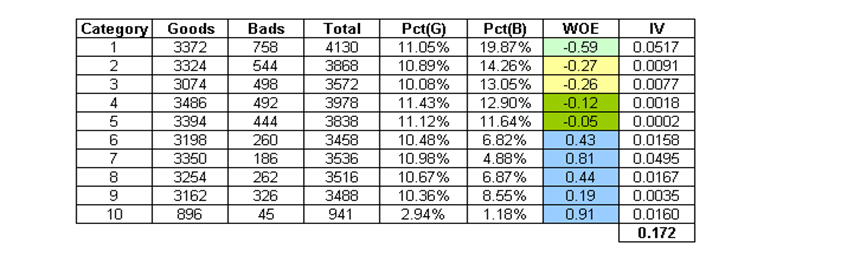 Category Goods Bads Total Pct(G) Pct(B) WOE IV
1 3372 758 4130 11.05% 19.87% -0.59 0.0517
2 3324 544 3868 10.89% 14.26% -0.27 0.0091
3 3074 498 3572 10.08% 13.05% -0.26 0.0077
4 3486 492 3978 11.43% 12.90% -0.12 0.0018
5 3394 444 3838 11.12% 11.64% -0.05 0.0002
6 3198 260 3458 10.48% 6.82% 0.43 0.0158
7 3350 186 3536 10.98% 4.88% 0.81 0.0495
8 3254 262 3516 10.67% 6.87% 0.44 0.0167
9 3162 326 3488 10.36% 8.55% 0.19 0.0035
10 896 45 941 2.94% 1.18% 0.91 0.0160
0.172